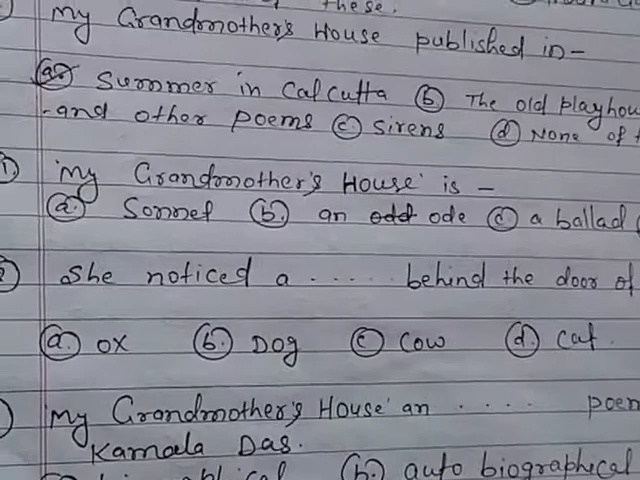 these.
My Grandmother's House published in-
(a) Summer in Calcutta (b) The old playhou
-and other poems (c) Sirens (d) None of t
'My Grandmother's House' is -
(a.) Sonnet (b.) an ode (c) a ballad
She noticed a ..... behind the door of
(a.) ox (b.) Dog (c) cow (d.) cat.
'My Grandmother's House' an .... poem
Kamala Das.
(b.) auto biographical